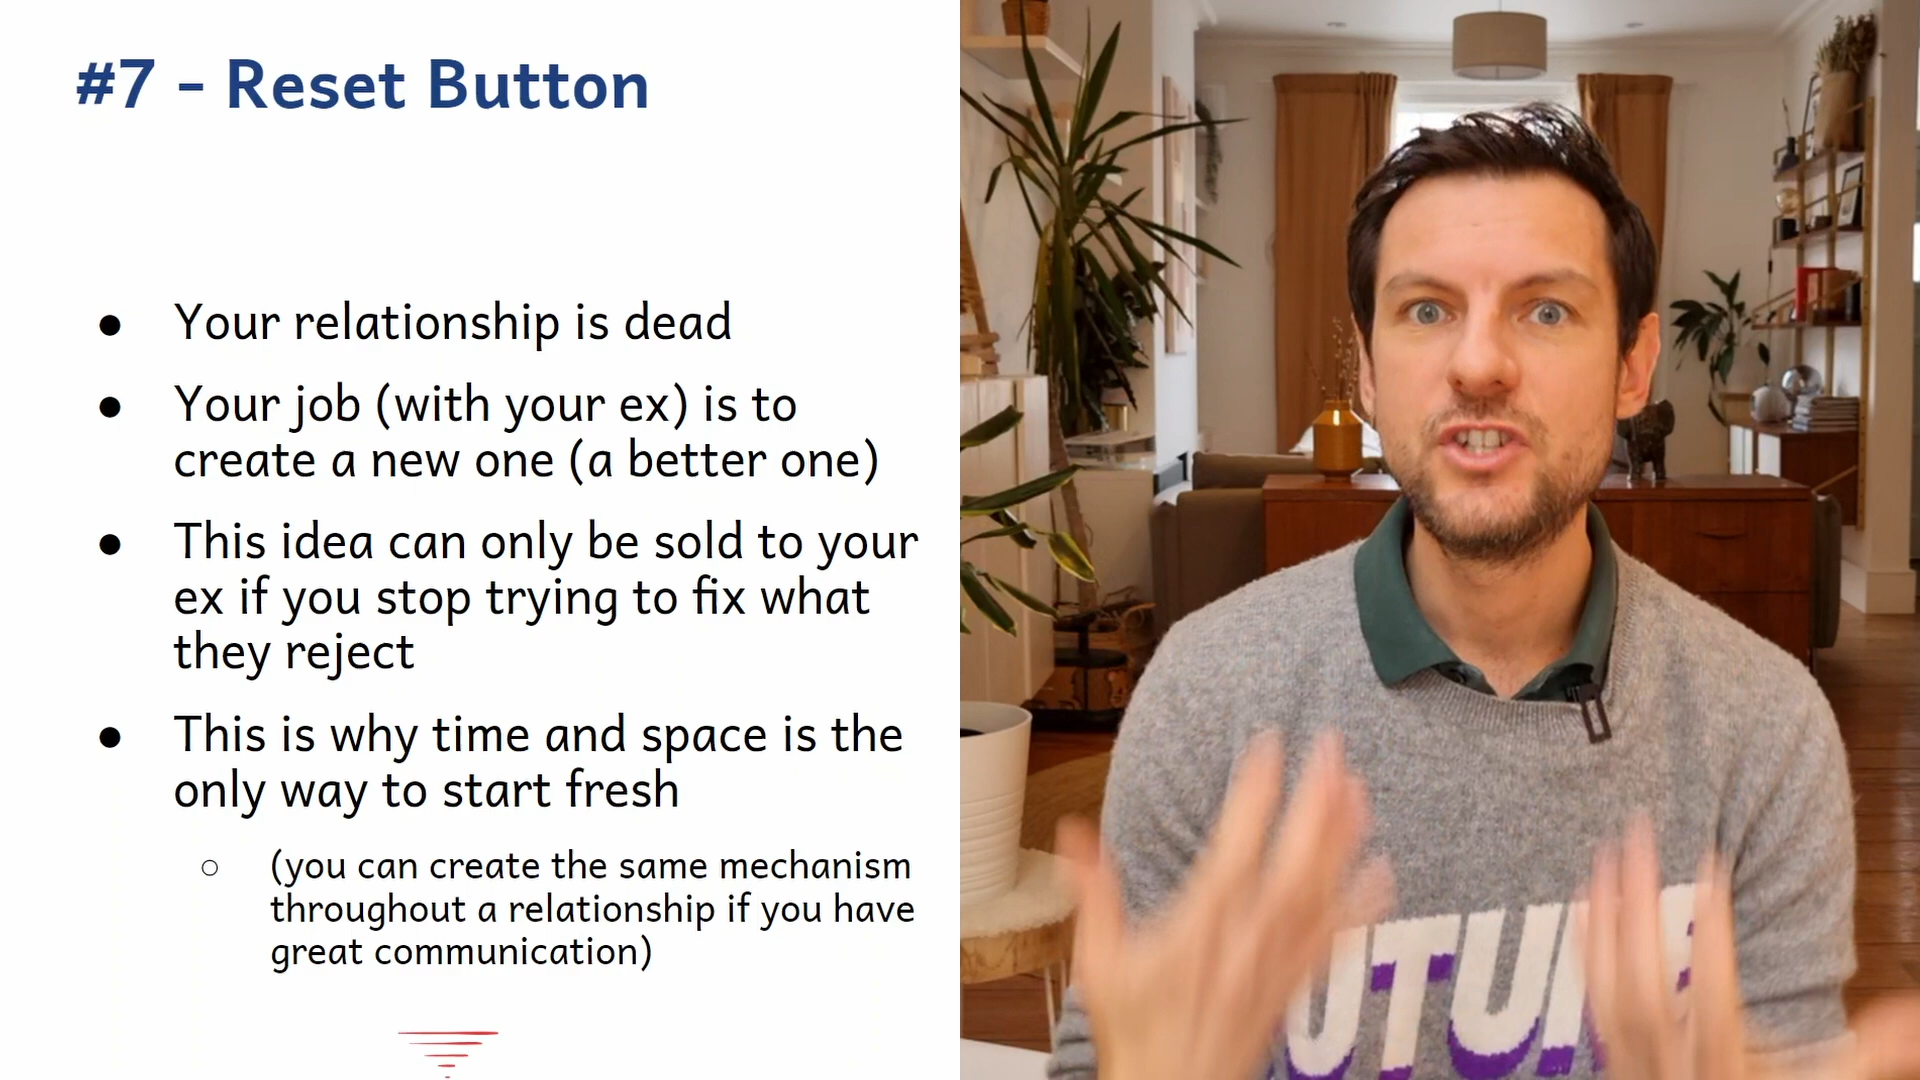 #7 - Reset Button
● Your relationship is dead
● Your job (with your ex) is to
create a new one (a better one)
● This idea can only be sold to your
ex if you stop trying to fix what
they reject
● This is why time and space is the
only way to start fresh
○ (you can create the same mechanism
throughout a relationship if you have
great communication)